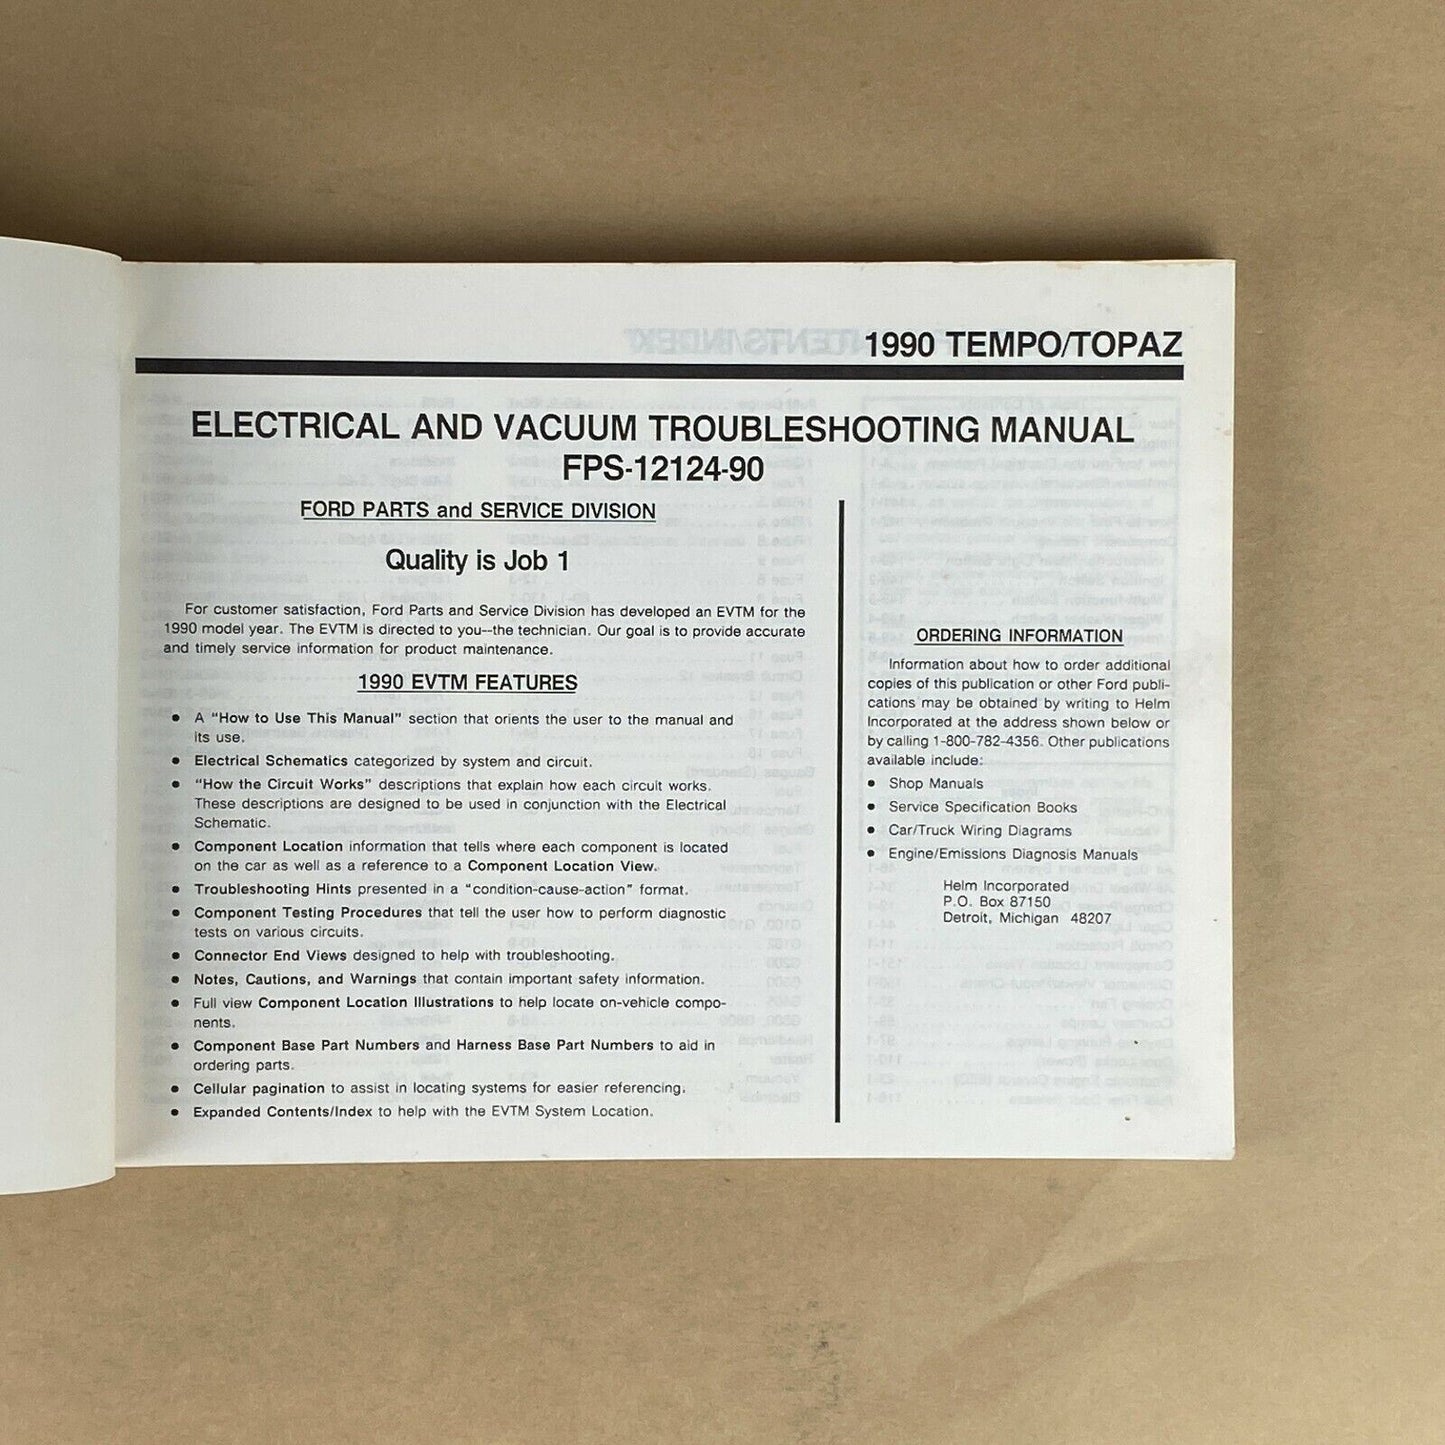 1990 TEMPO/TOPAZ
ELECTRICAL AND VACUUM TROUBLESHOOTING MANUAL
FPS-12124-90
FORD PARTS and SERVICE DIVISION
Quality is Job 1
For customer satisfaction, Ford Parts and Service Division has developed an EVTM for the
1990 model year. The EVTM is directed to you--the technician. Our goal is to provide accurate
and timely service information for product maintenance.
1990 EVTM FEATURES
● A "How to Use This Manual" section that orients the user to the manual and
its use.
● Electrical Schematics categorized by system and circuit.
● "How the Circuit Works" descriptions that explain how each circuit works.
These descriptions are designed to be used in conjunction with the Electrical
Schematic.
● Component Location information that tells where each component is located
on the car as well as a reference to a Component Location View.
● Troubleshooting Hints presented in a "condition-cause-action" format.
● Component Testing Procedures that tell the user how to perform diagnostic
tests on various circuits.
● Connector End Views designed to help with troubleshooting.
● Notes, Cautions, and Warnings that contain important safety information.
● Full view Component Location Illustrations to help locate on-vehicle compo-
nents.
● Component Base Part Numbers and Harness Base Part Numbers to aid in
ordering parts.
● Cellular pagination to assist in locating systems for easier referencing.
● Expanded Contents/Index to help with the EVTM System Location.
ORDERING INFORMATION
Information about how to order additional
copies of this publication or other Ford publi-
cations may be obtained by writing to Helm
Incorporated at the address shown below or
by calling 1-800-782-4356. Other publications
available include:
● Shop Manuals
● Service Specification Books
● Car/Truck Wiring Diagrams
● Engine/Emissions Diagnosis Manuals
Helm Incorporated
P.O. Box 87150
Detroit, Michigan 48207